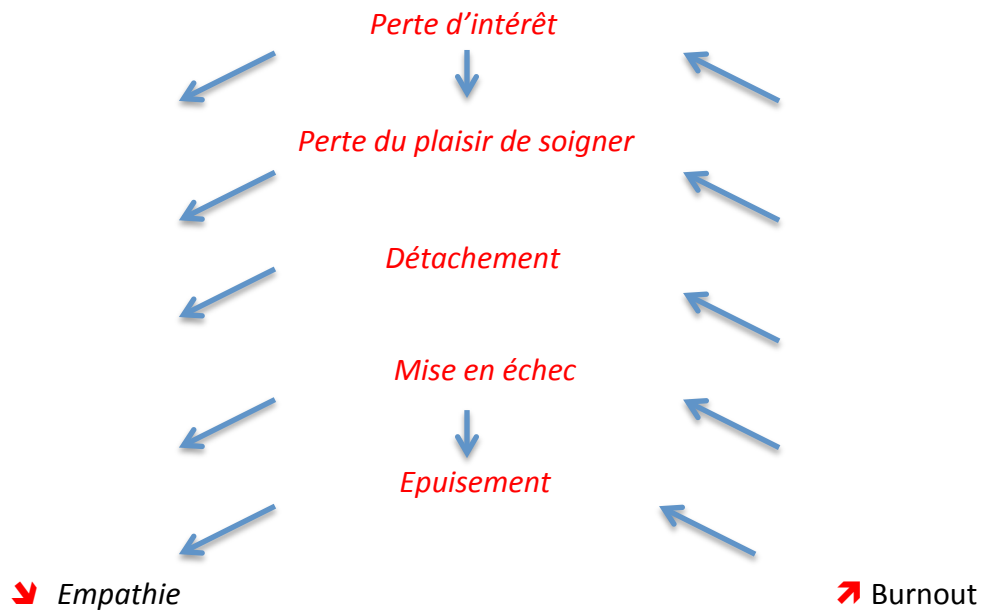 Perte d’intérêt
Perte du plaisir de soigner
Détachement
Mise en échec
Epuisement
Empathie
Burnout